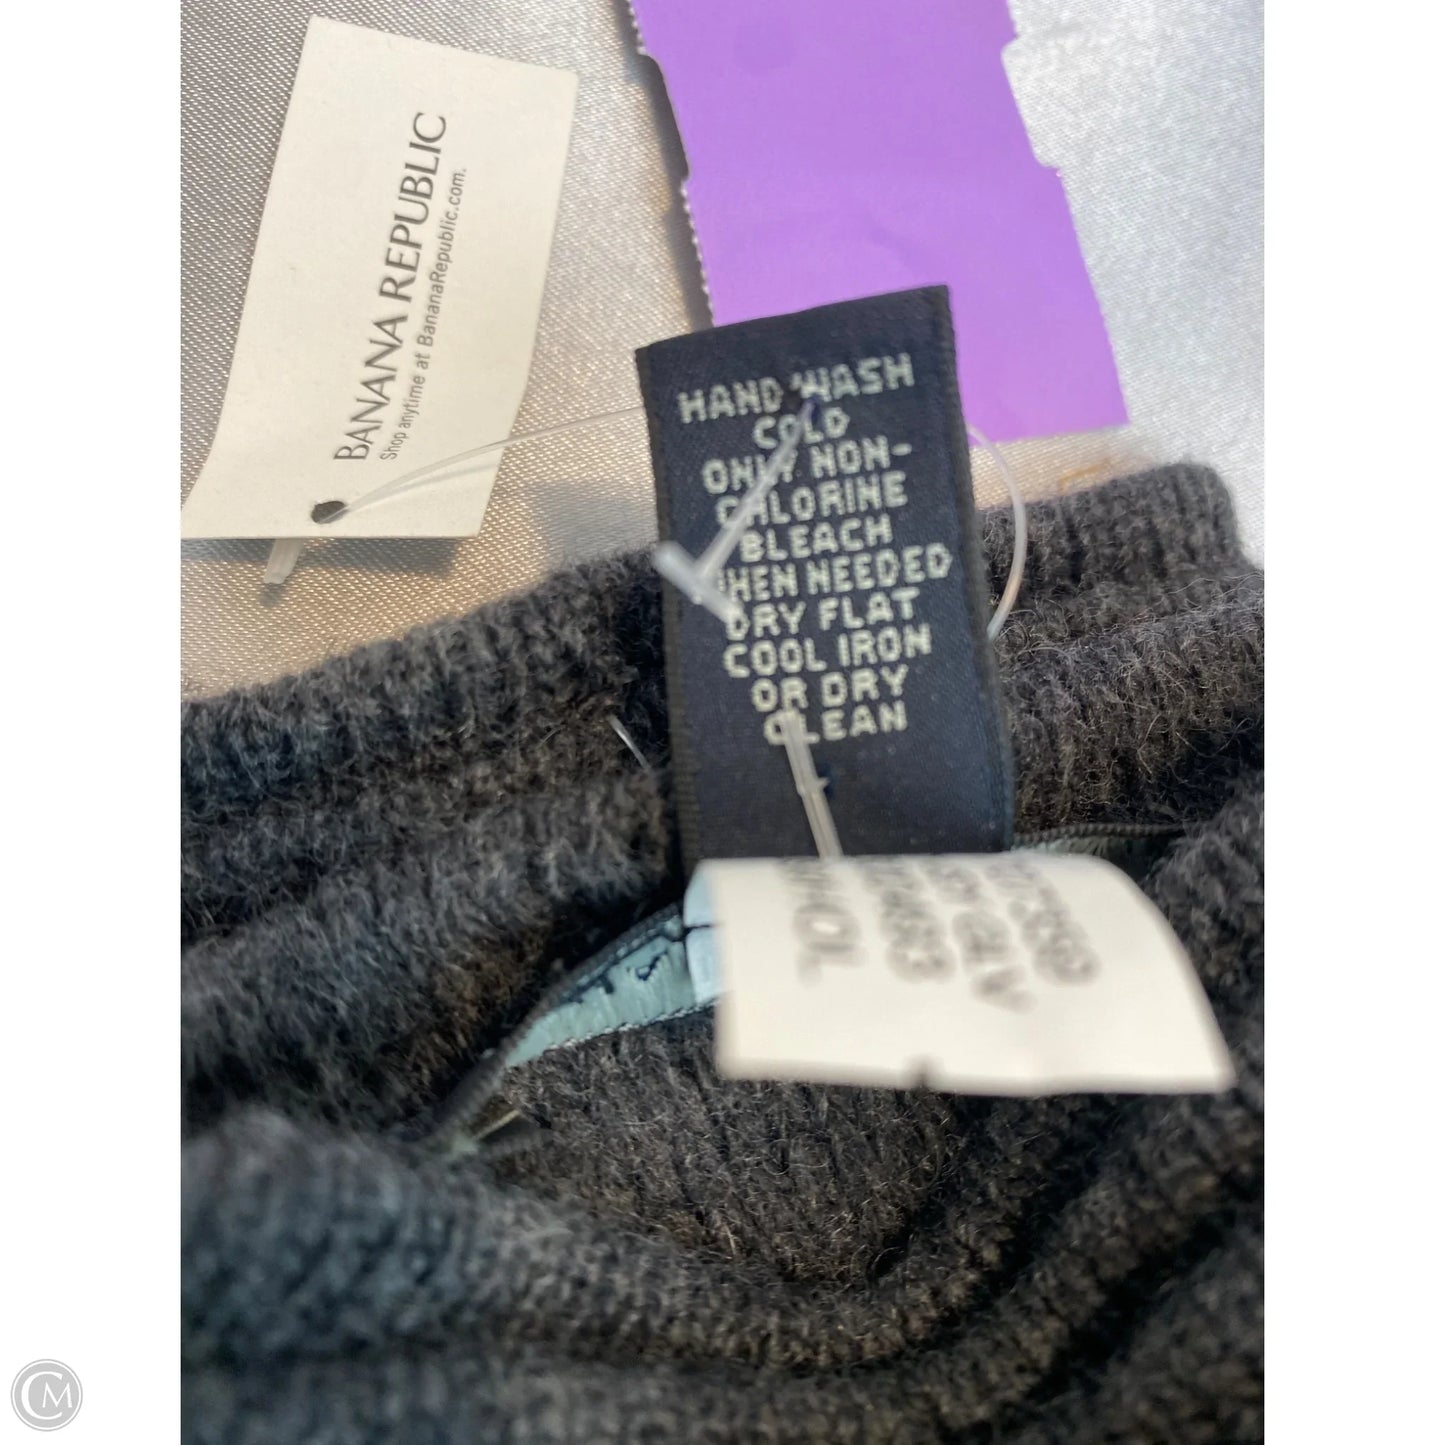 BANANA REPUBLIC
Shop anytime at BananaRepublic.com.
HAND WASH
COLD
ONLY NON-
CHLORINE
BLEACH
WHEN NEEDED
DRY FLAT
COOL IRON
OR DRY
CLEAN
CM